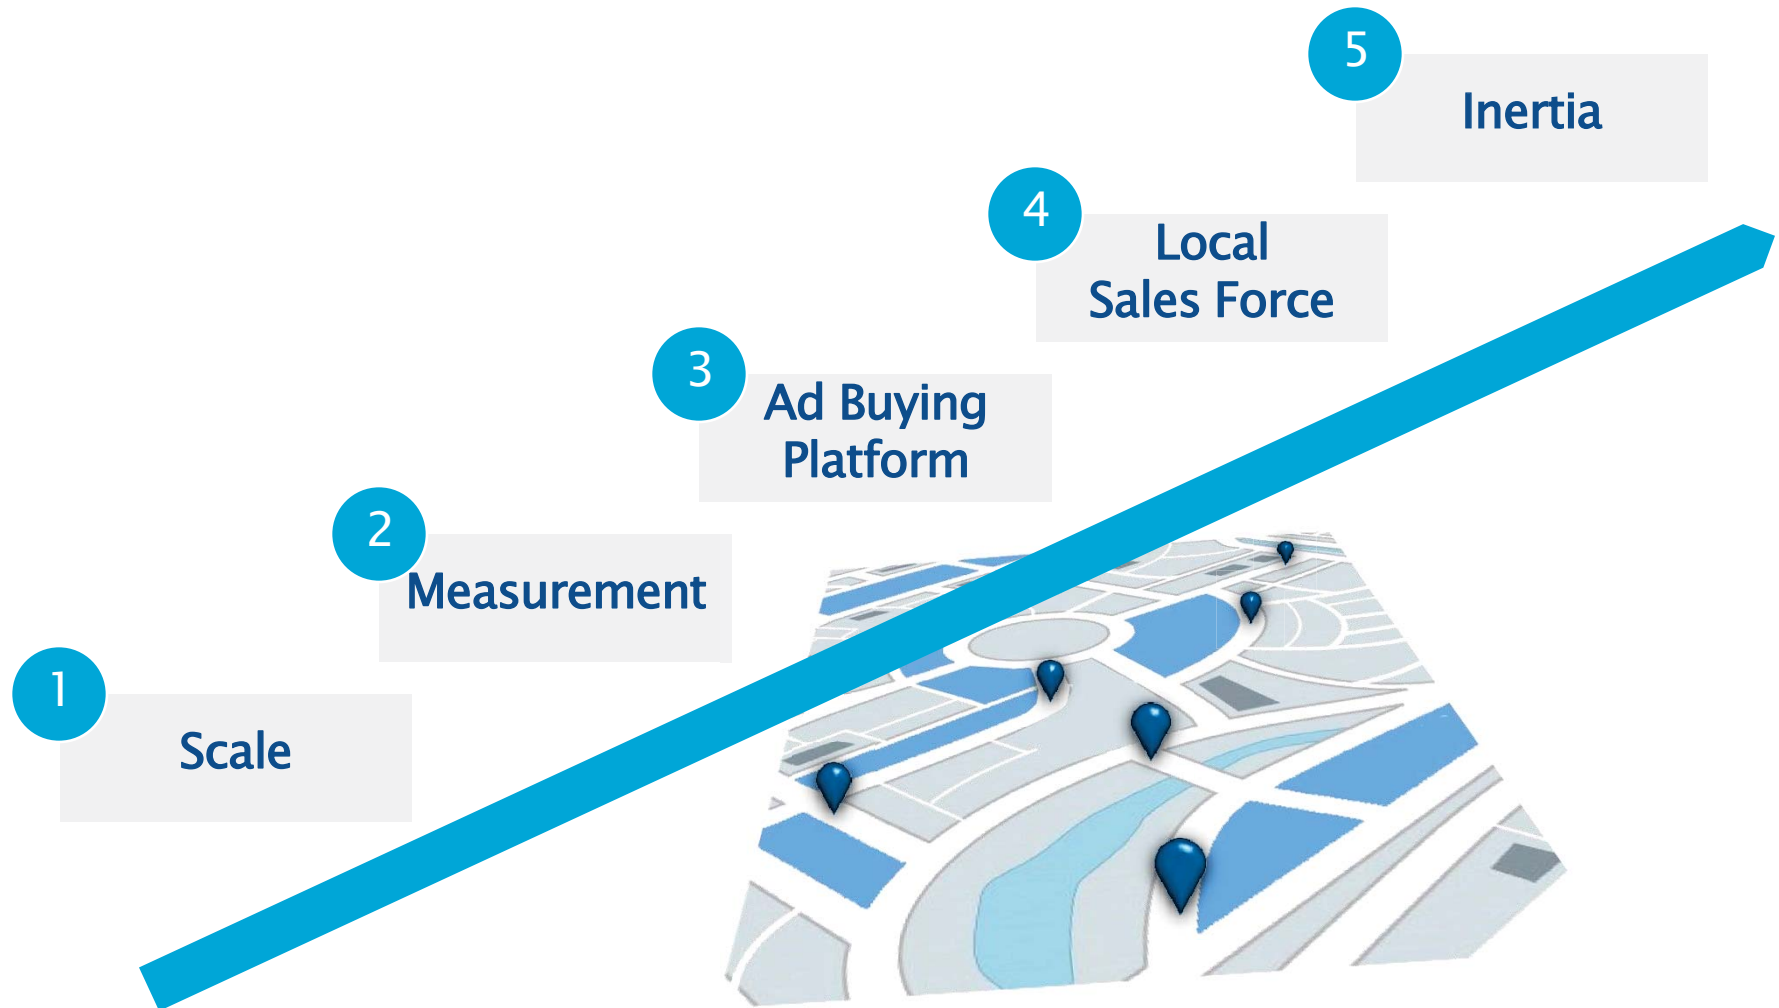 5
Inertia
4
Local
Sales Force
3
Ad Buying
Platform
2
Measurement
1
Scale